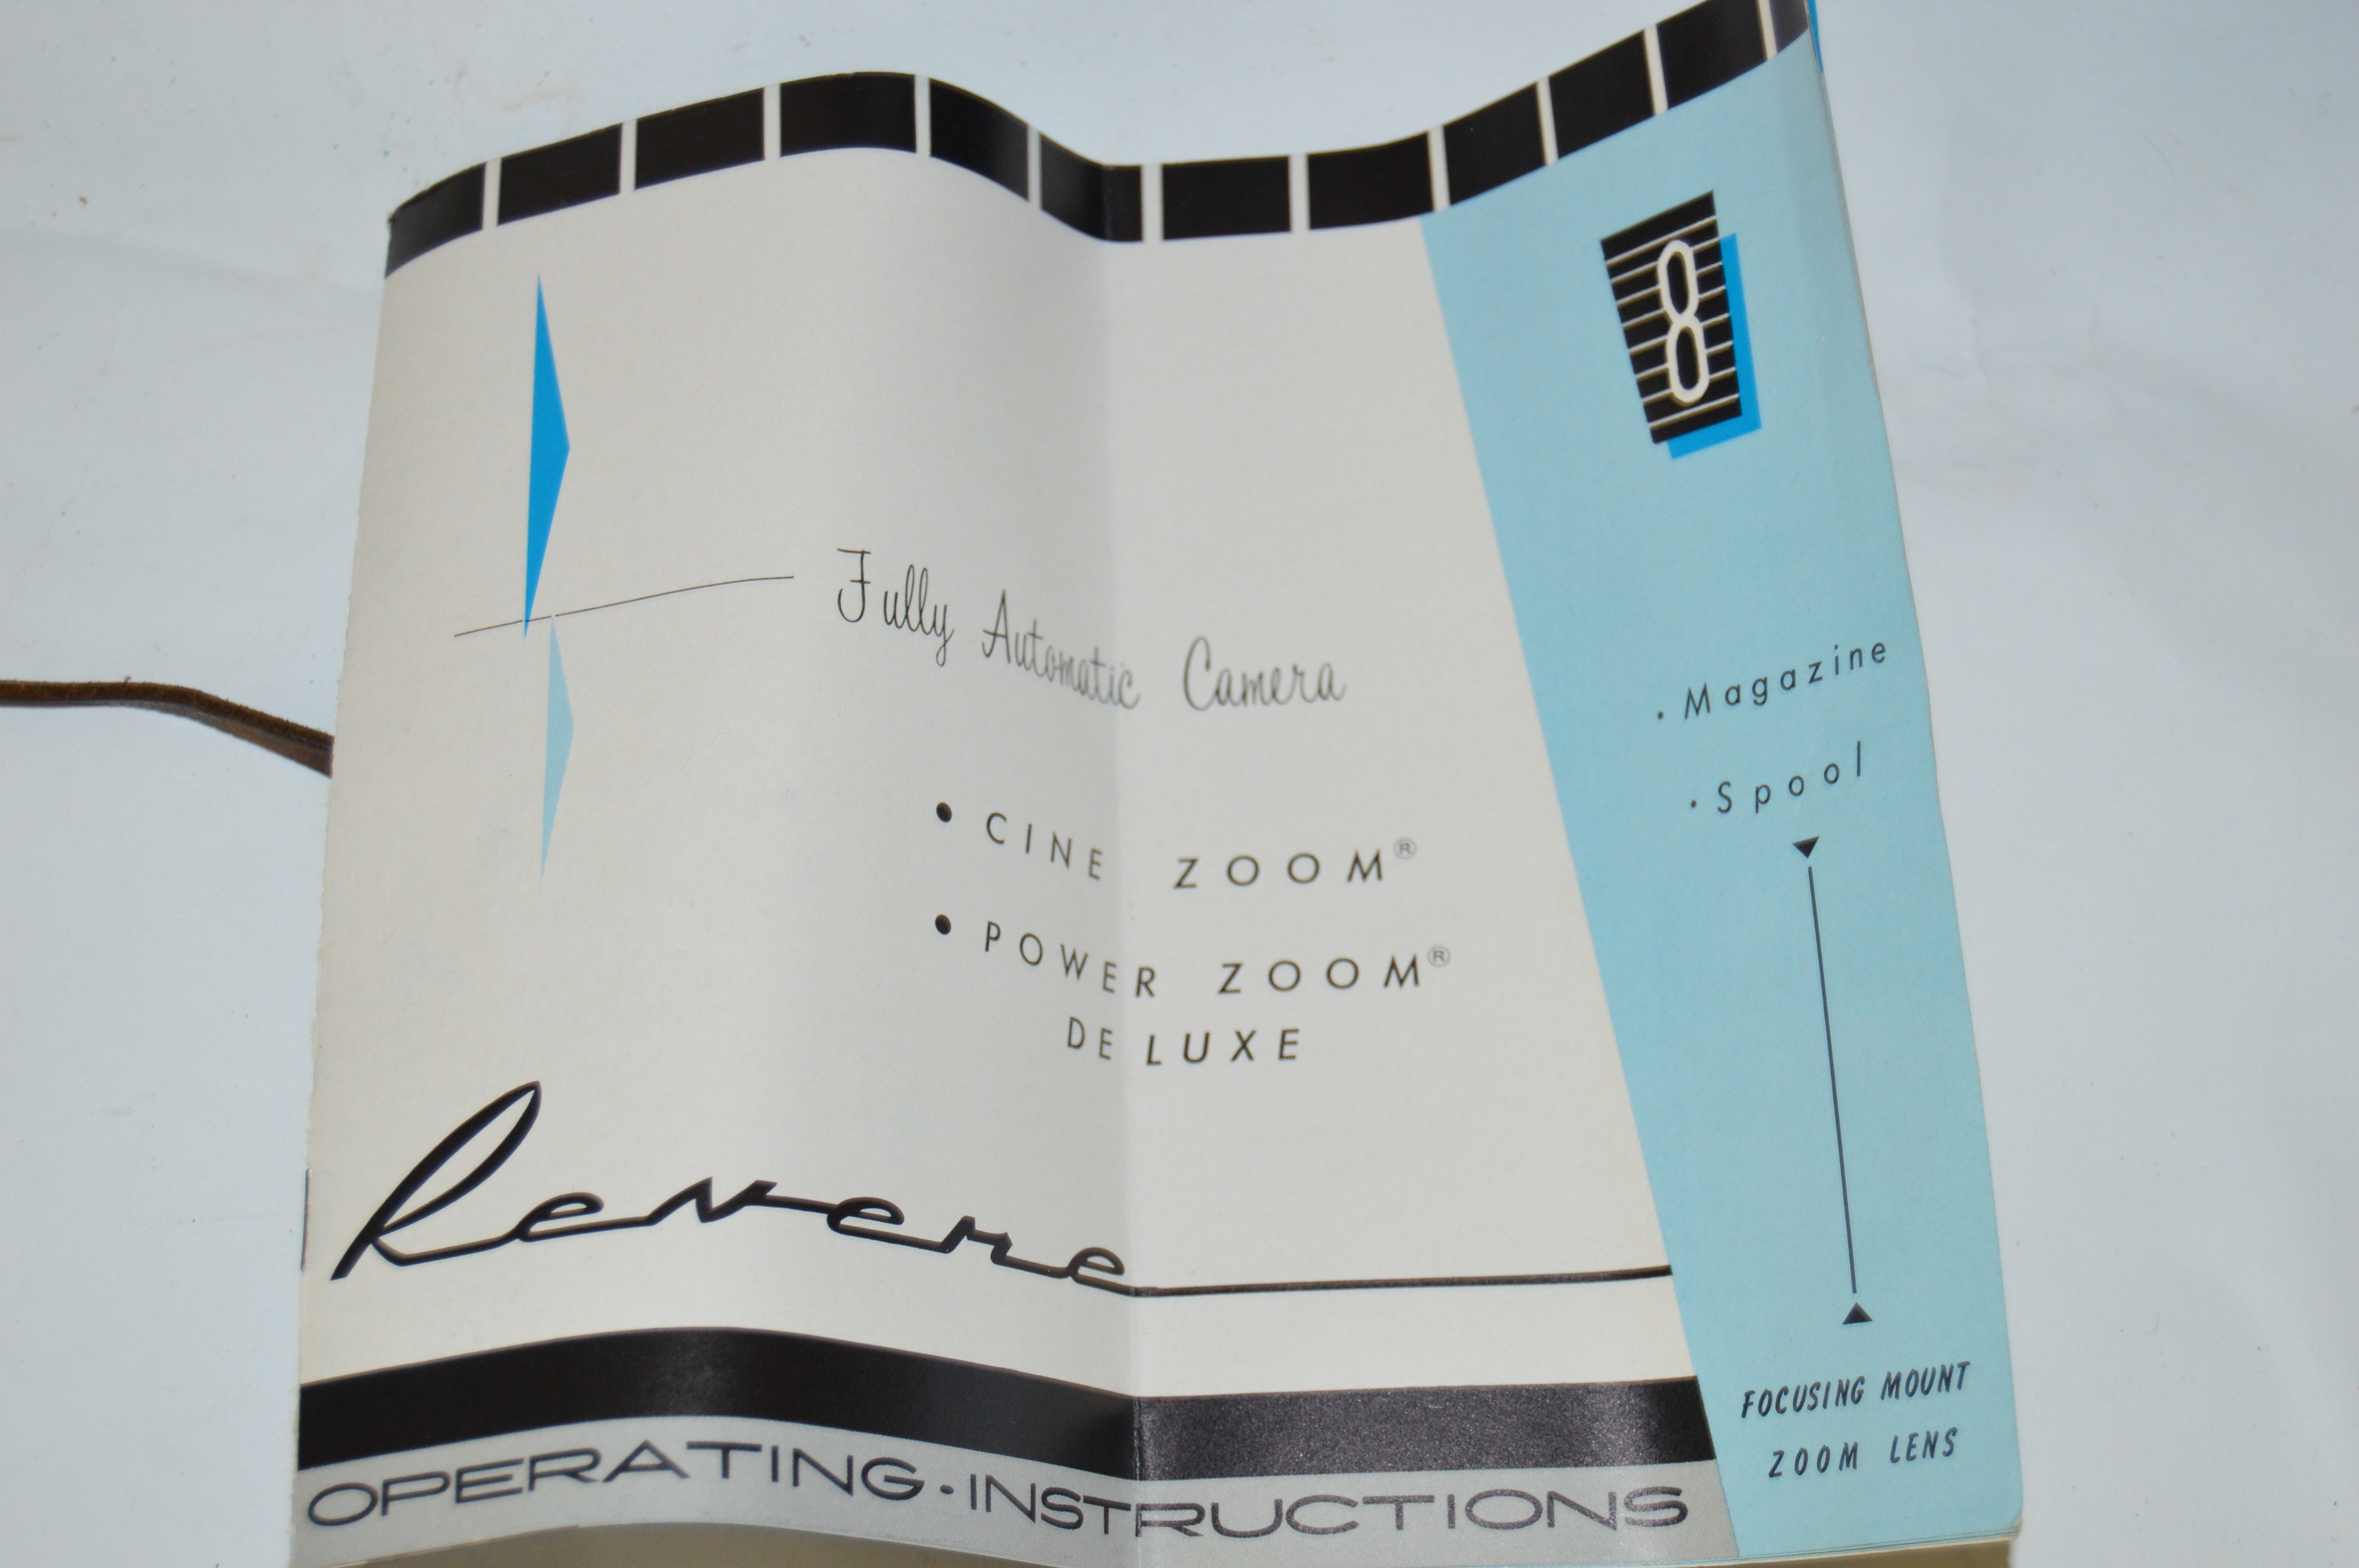 8
Fully Automatic Camera
• Magazine
• Spool
• CINE ZOOM®
• POWER ZOOM®
DE LUXE
Revere
FOCUSING MOUNT
ZOOM LENS
OPERATING • INSTRUCTIONS